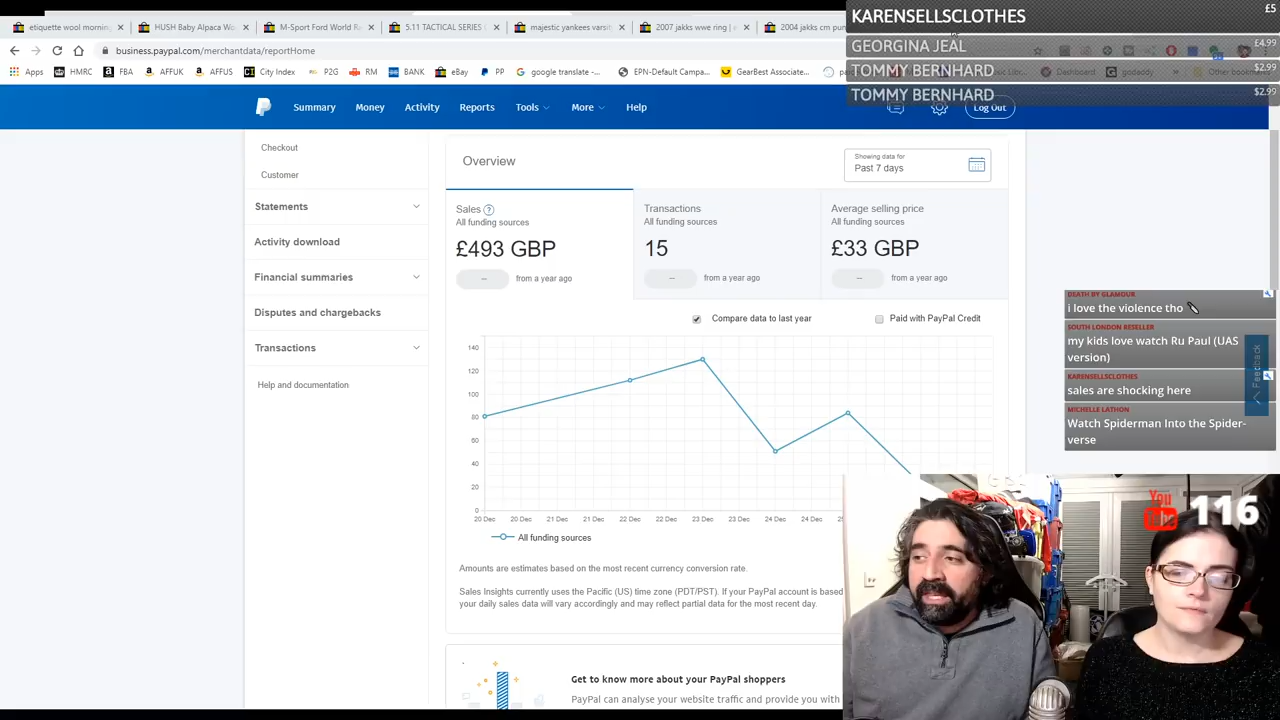 etiquette wool morning
HUSH Baby Alpaca Wo
M-Sport Ford World R
5.11 TACTICAL SERIES
majestic yankees varsit
2007 jakks wwe ring | e
2004 jakks cm pun
business.paypal.com/merchantdata/reportHome
Apps HMRC FBA AFFUK AFFUS City Index P2G RM BANK eBay PP google translate - EPN-Default Campa... GearBest Associate... Dashboard godaddy Other bookmarks
KARENSELLSCLOTHES £5
GEORGINA JEAL £4.99
TOMMY BERNHARD $2.99
TOMMY BERNHARD $2.99
Summary Money Activity Reports Tools More Help Log Out
Checkout
Customer
Statements
Activity download
Financial summaries
Disputes and chargebacks
Transactions
Help and documentation
Overview
Showing data for
Past 7 days
Sales ?
All funding sources
£493 GBP
-- from a year ago
Transactions
All funding sources
15
-- from a year ago
Average selling price
All funding sources
£33 GBP
-- from a year ago
Compare data to last year
Paid with PayPal Credit
140
120
100
80
60
40
20
0
20 Dec 20 Dec 21 Dec 21 Dec 22 Dec 22 Dec 23 Dec 23 Dec 24 Dec 24 Dec
All funding sources
Amounts are estimates based on the most recent currency conversion rate.
Sales Insights currently uses the Pacific (US) time zone (PDT/PST). If your PayPal account is based
your daily sales data will vary accordingly and may reflect partial data for the most recent day.
Get to know more about your PayPal shoppers
PayPal can analyse your website traffic and provide you with
DEATH BY GLAMOUR
i love the violence tho
SOUTH LONDON RESELLER
my kids love watch Ru Paul (UAS
version)
KARENSELLSCLOTHES
sales are shocking here
MICHELLE LATHON
Watch Spiderman Into the Spider-
verse
Feedback
You
Tube
116